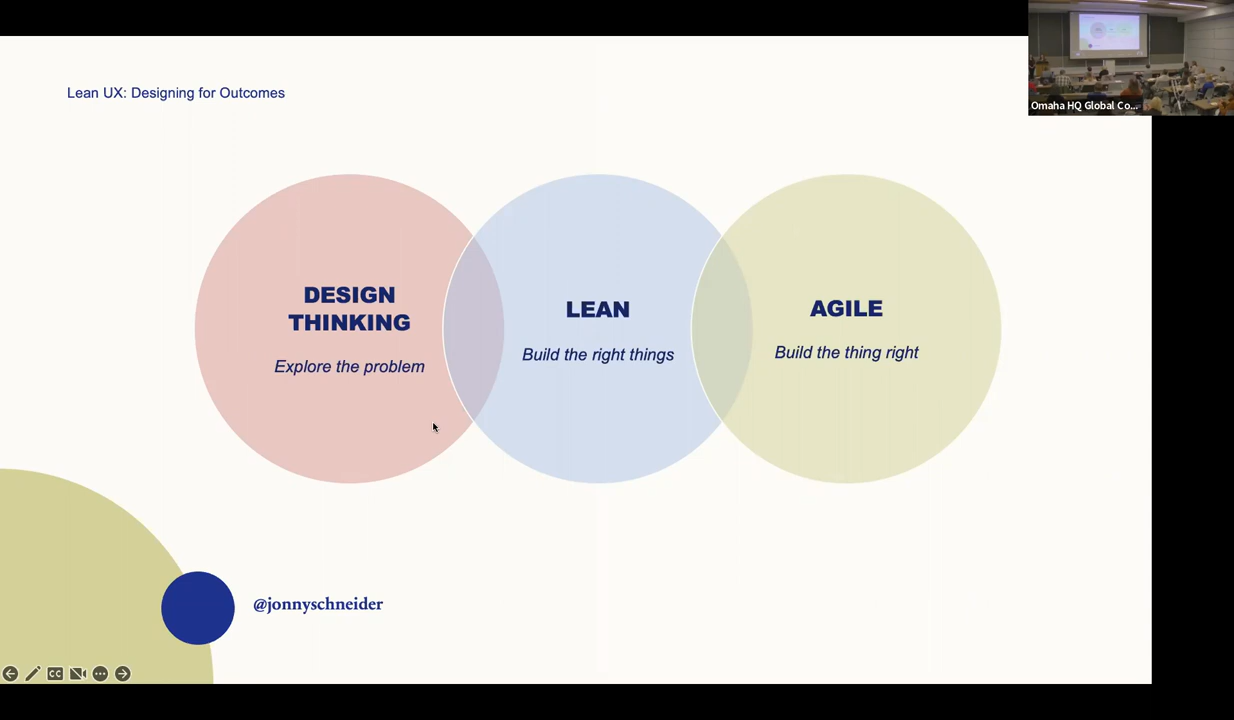 Lean UX: Designing for Outcomes
Omaha HQ Global Co...
DESIGN
THINKING
Explore the problem
LEAN
Build the right things
AGILE
Build the thing right
@jonnyschneider
CC